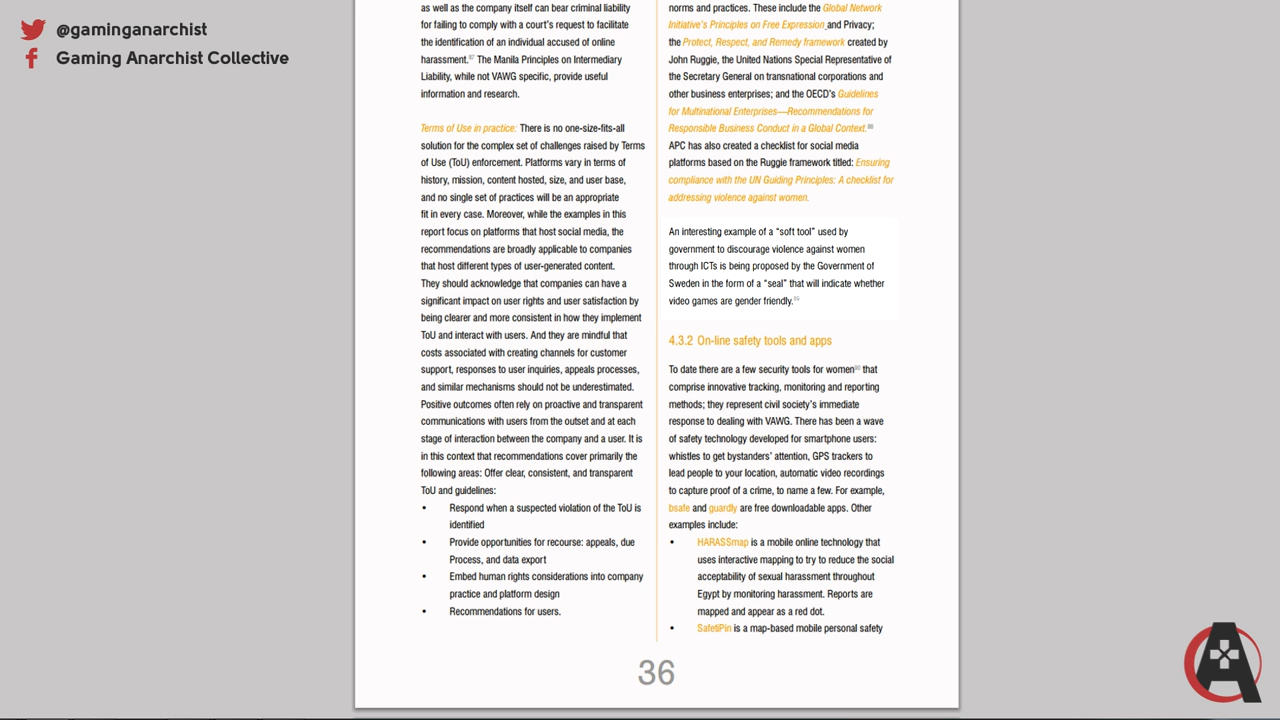 @gaminganarchist
Gaming Anarchist Collective
as well as the company itself can bear criminal liability
for failing to comply with a court's request to facilitate
the identification of an individual accused of online
harassment.⁸⁷ The Manila Principles on Intermediary
Liability, while not VAWG specific, provide useful
information and research.
Terms of Use in practice: There is no one-size-fits-all
solution for the complex set of challenges raised by Terms
of Use (ToU) enforcement. Platforms vary in terms of
history, mission, content hosted, size, and user base,
and no single set of practices will be an appropriate
fit in every case. Moreover, while the examples in this
report focus on platforms that host social media, the
recommendations are broadly applicable to companies
that host different types of user-generated content.
They should acknowledge that companies can have a
significant impact on user rights and user satisfaction by
being clearer and more consistent in how they implement
ToU and interact with users. And they are mindful that
costs associated with creating channels for customer
support, responses to user inquiries, appeals processes,
and similar mechanisms should not be underestimated.
Positive outcomes often rely on proactive and transparent
communications with users from the outset and at each
stage of interaction between the company and a user. It is
in this context that recommendations cover primarily the
following areas: Offer clear, consistent, and transparent
ToU and guidelines:
• Respond when a suspected violation of the ToU is
identified
• Provide opportunities for recourse: appeals, due
Process, and data export
• Embed human rights considerations into company
practice and platform design
• Recommendations for users.
norms and practices. These include the Global Network
Initiative's Principles on Free Expression and Privacy;
the Protect, Respect, and Remedy framework created by
John Ruggie, the United Nations Special Representative of
the Secretary General on transnational corporations and
other business enterprises; and the OECD's Guidelines
for Multinational Enterprises—Recommendations for
Responsible Business Conduct in a Global Context.⁸⁸
APC has also created a checklist for social media
platforms based on the Ruggie framework titled: Ensuring
compliance with the UN Guiding Principles: A checklist for
addressing violence against women.
An interesting example of a "soft tool" used by
government to discourage violence against women
through ICTs is being proposed by the Government of
Sweden in the form of a "seal" that will indicate whether
video games are gender friendly.⁸⁹
4.3.2 On-line safety tools and apps
To date there are a few security tools for women⁹⁰ that
comprise innovative tracking, monitoring and reporting
methods; they represent civil society's immediate
response to dealing with VAWG. There has been a wave
of safety technology developed for smartphone users:
whistles to get bystanders' attention, GPS trackers to
lead people to your location, automatic video recordings
to capture proof of a crime, to name a few. For example,
bsafe and guardly are free downloadable apps. Other
examples include:
• HARASSmap is a mobile online technology that
uses interactive mapping to try to reduce the social
acceptability of sexual harassment throughout
Egypt by monitoring harassment. Reports are
mapped and appear as a red dot.
• SafetiPin is a map-based mobile personal safety
36